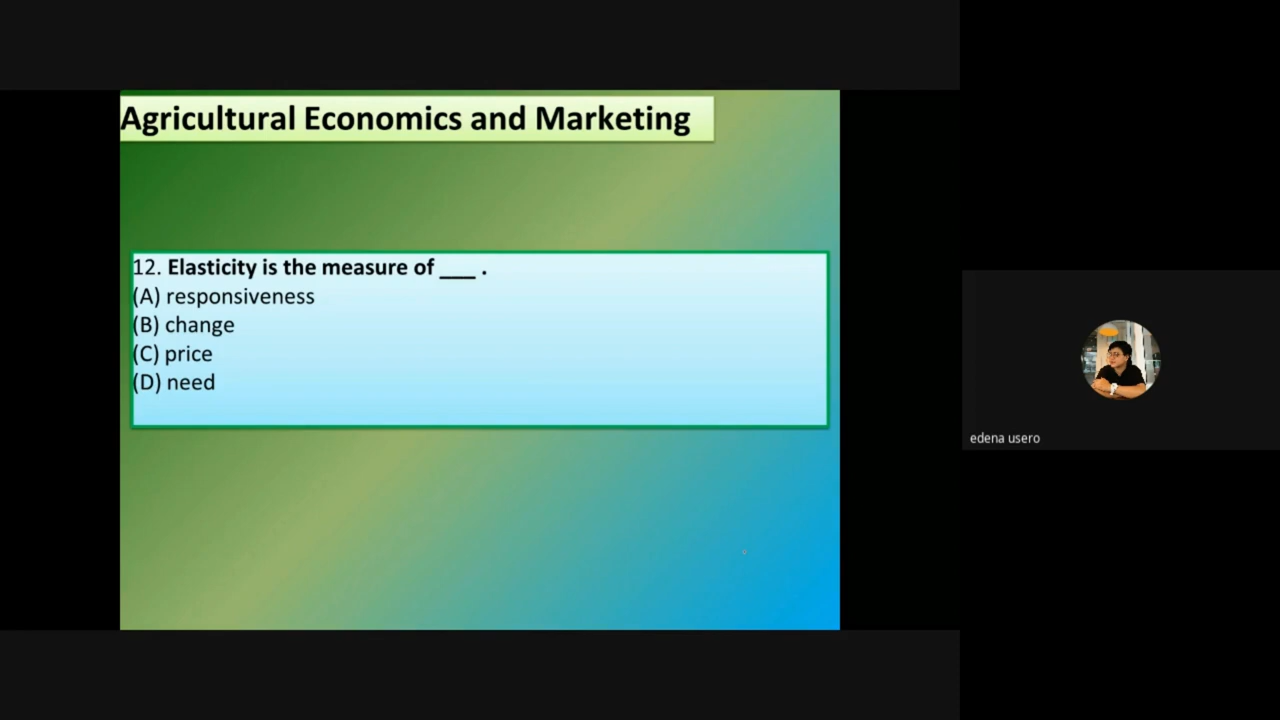 Agricultural Economics and Marketing
12. Elasticity is the measure of ___ .
(A) responsiveness
(B) change
(C) price
(D) need
edena usero